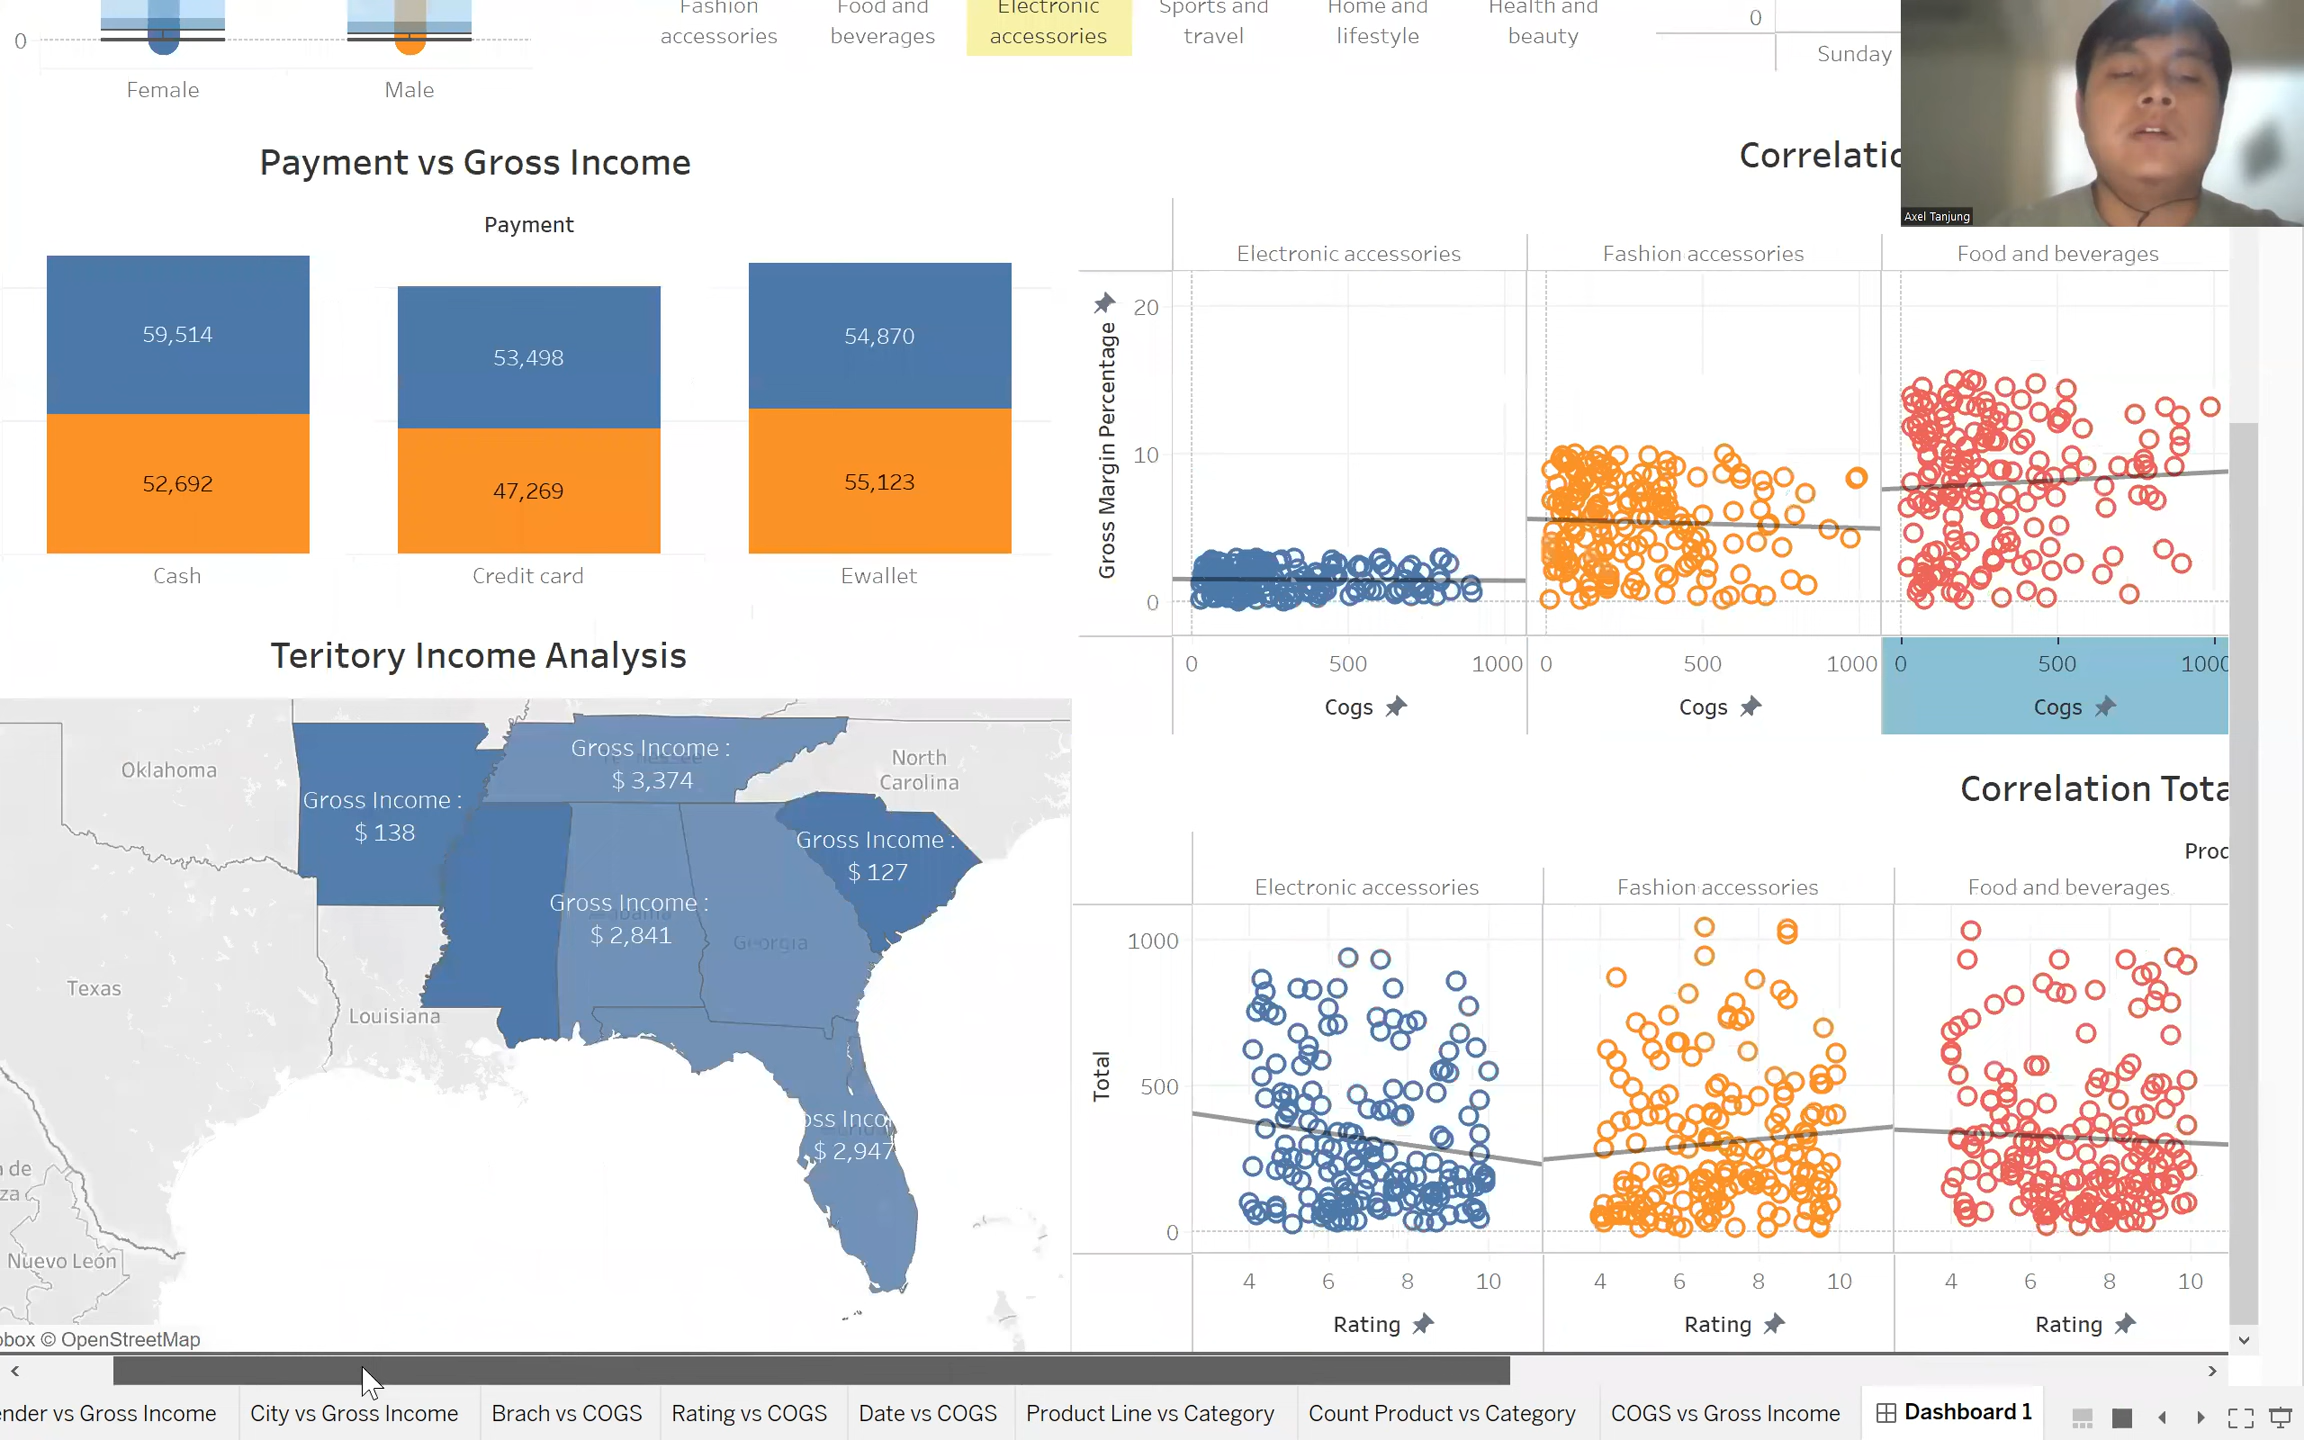 Fashion
accessories
Food and
beverages
Electronic
accessories
Sports and
travel
Home and
lifestyle
Health and
beauty
0
0
Sunday
Female
Male
Axel Tanjung
Payment vs Gross Income
Payment
59,514
53,498
54,870
52,692
47,269
55,123
Cash
Credit card
Ewallet
Electronic accessories
Fashion accessories
Food and beverages
Gross Margin Percentage
20
10
0
0 500 1000
0 500 1000
0 500 1000
Cogs
Cogs
Cogs
Teritory Income Analysis
Oklahoma
Gross Income :
$ 138
Gross Income :
$ 3,374
North
Carolina
Gross Income :
$ 127
Gross Income :
$ 2,841
Georgia
Texas
Louisiana
$ 2,947
Nuevo León
© OpenStreetMap
Correlation
Electronic accessories
Fashion accessories
Food and beverages
Total
1000
500
0
4 6 8 10
4 6 8 10
4 6 8 10
Rating
Rating
Rating
vs Gross Income
City vs Gross Income
Brach vs COGS
Rating vs COGS
Date vs COGS
Product Line vs Category
Count Product vs Category
COGS vs Gross Income
Dashboard 1